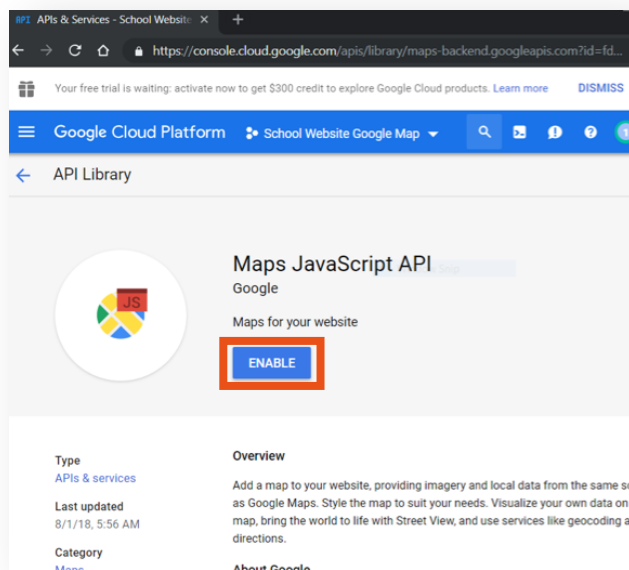 API APIs & Services - School Website
https://console.cloud.google.com/apis/library/maps-backend.googleapis.com?id=fd...
Your free trial is waiting: activate now to get $300 credit to explore Google Cloud products. Learn more DISMISS
Google Cloud Platform School Website Google Map
API Library
Maps JavaScript API
Google
JS
Maps for your website
ENABLE
Type
APIs & services
Last updated
8/1/18, 5:56 AM
Category
Maps
Overview
Add a map to your website, providing imagery and local data from the same
as Google Maps. Style the map to suit your needs. Visualize your own data on
map, bring the world to life with Street View, and use services like geocoding
directions.
About Google